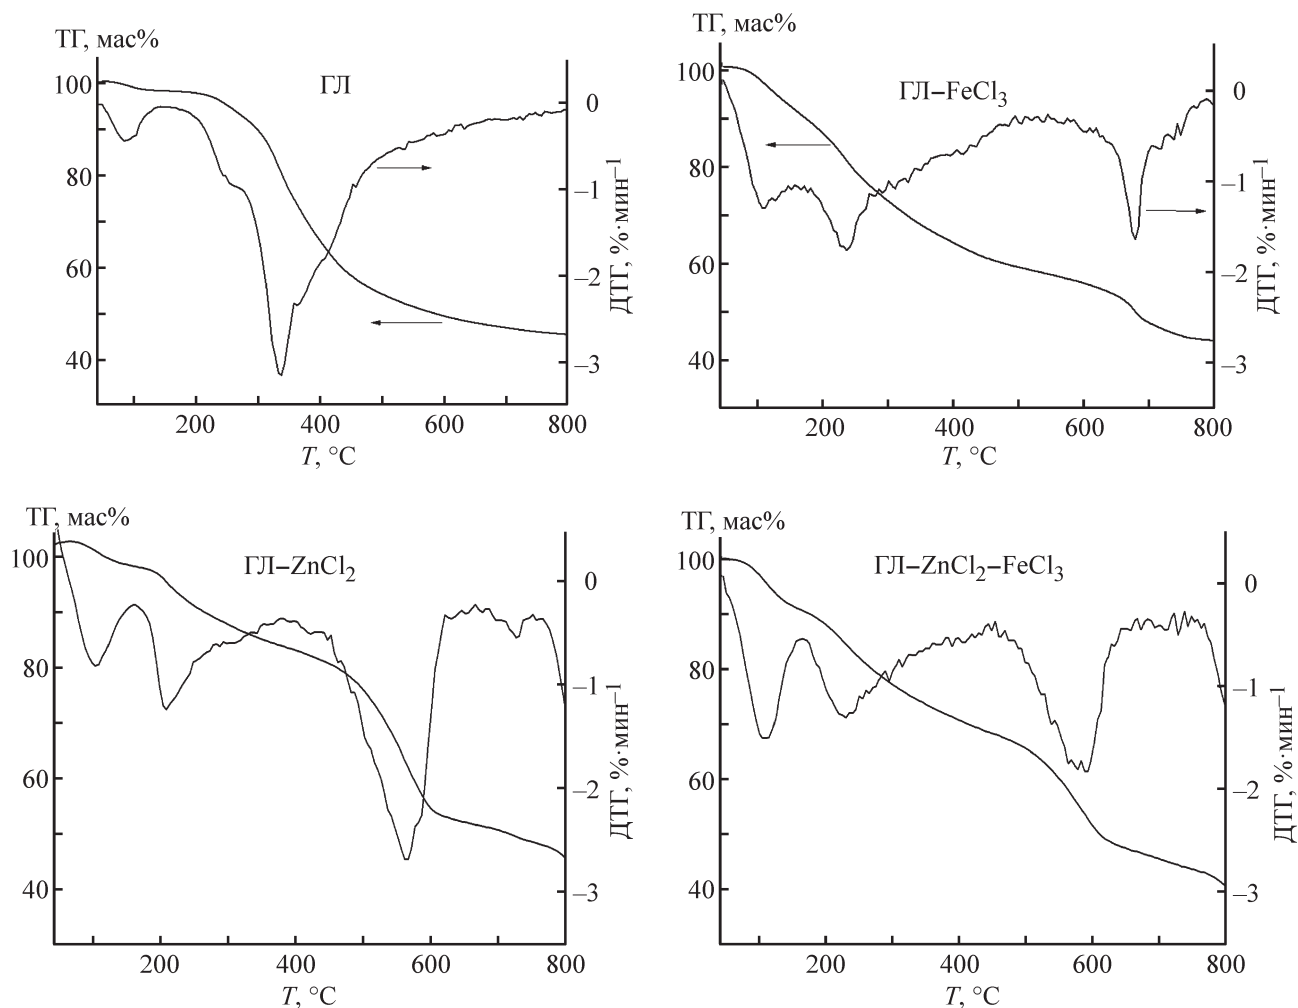 ТГ, мас%
ГЛ
100
80
60
40
0
–1
–2
–3
ДТГ, %·мин–1
200 400 600 800
T, °C
ТГ, мас%
ГЛ–FeCl3
100
80
60
40
0
–1
–2
–3
ДТГ, %·мин–1
200 400 600 800
T, °C
ТГ, мас%
ГЛ–ZnCl2
100
80
60
40
0
–1
–2
–3
ДТГ, %·мин–1
200 400 600 800
T, °C
ТГ, мас%
ГЛ–ZnCl2–FeCl3
100
80
60
40
0
–1
–2
–3
ДТГ, %·мин–1
200 400 600 800
T, °C